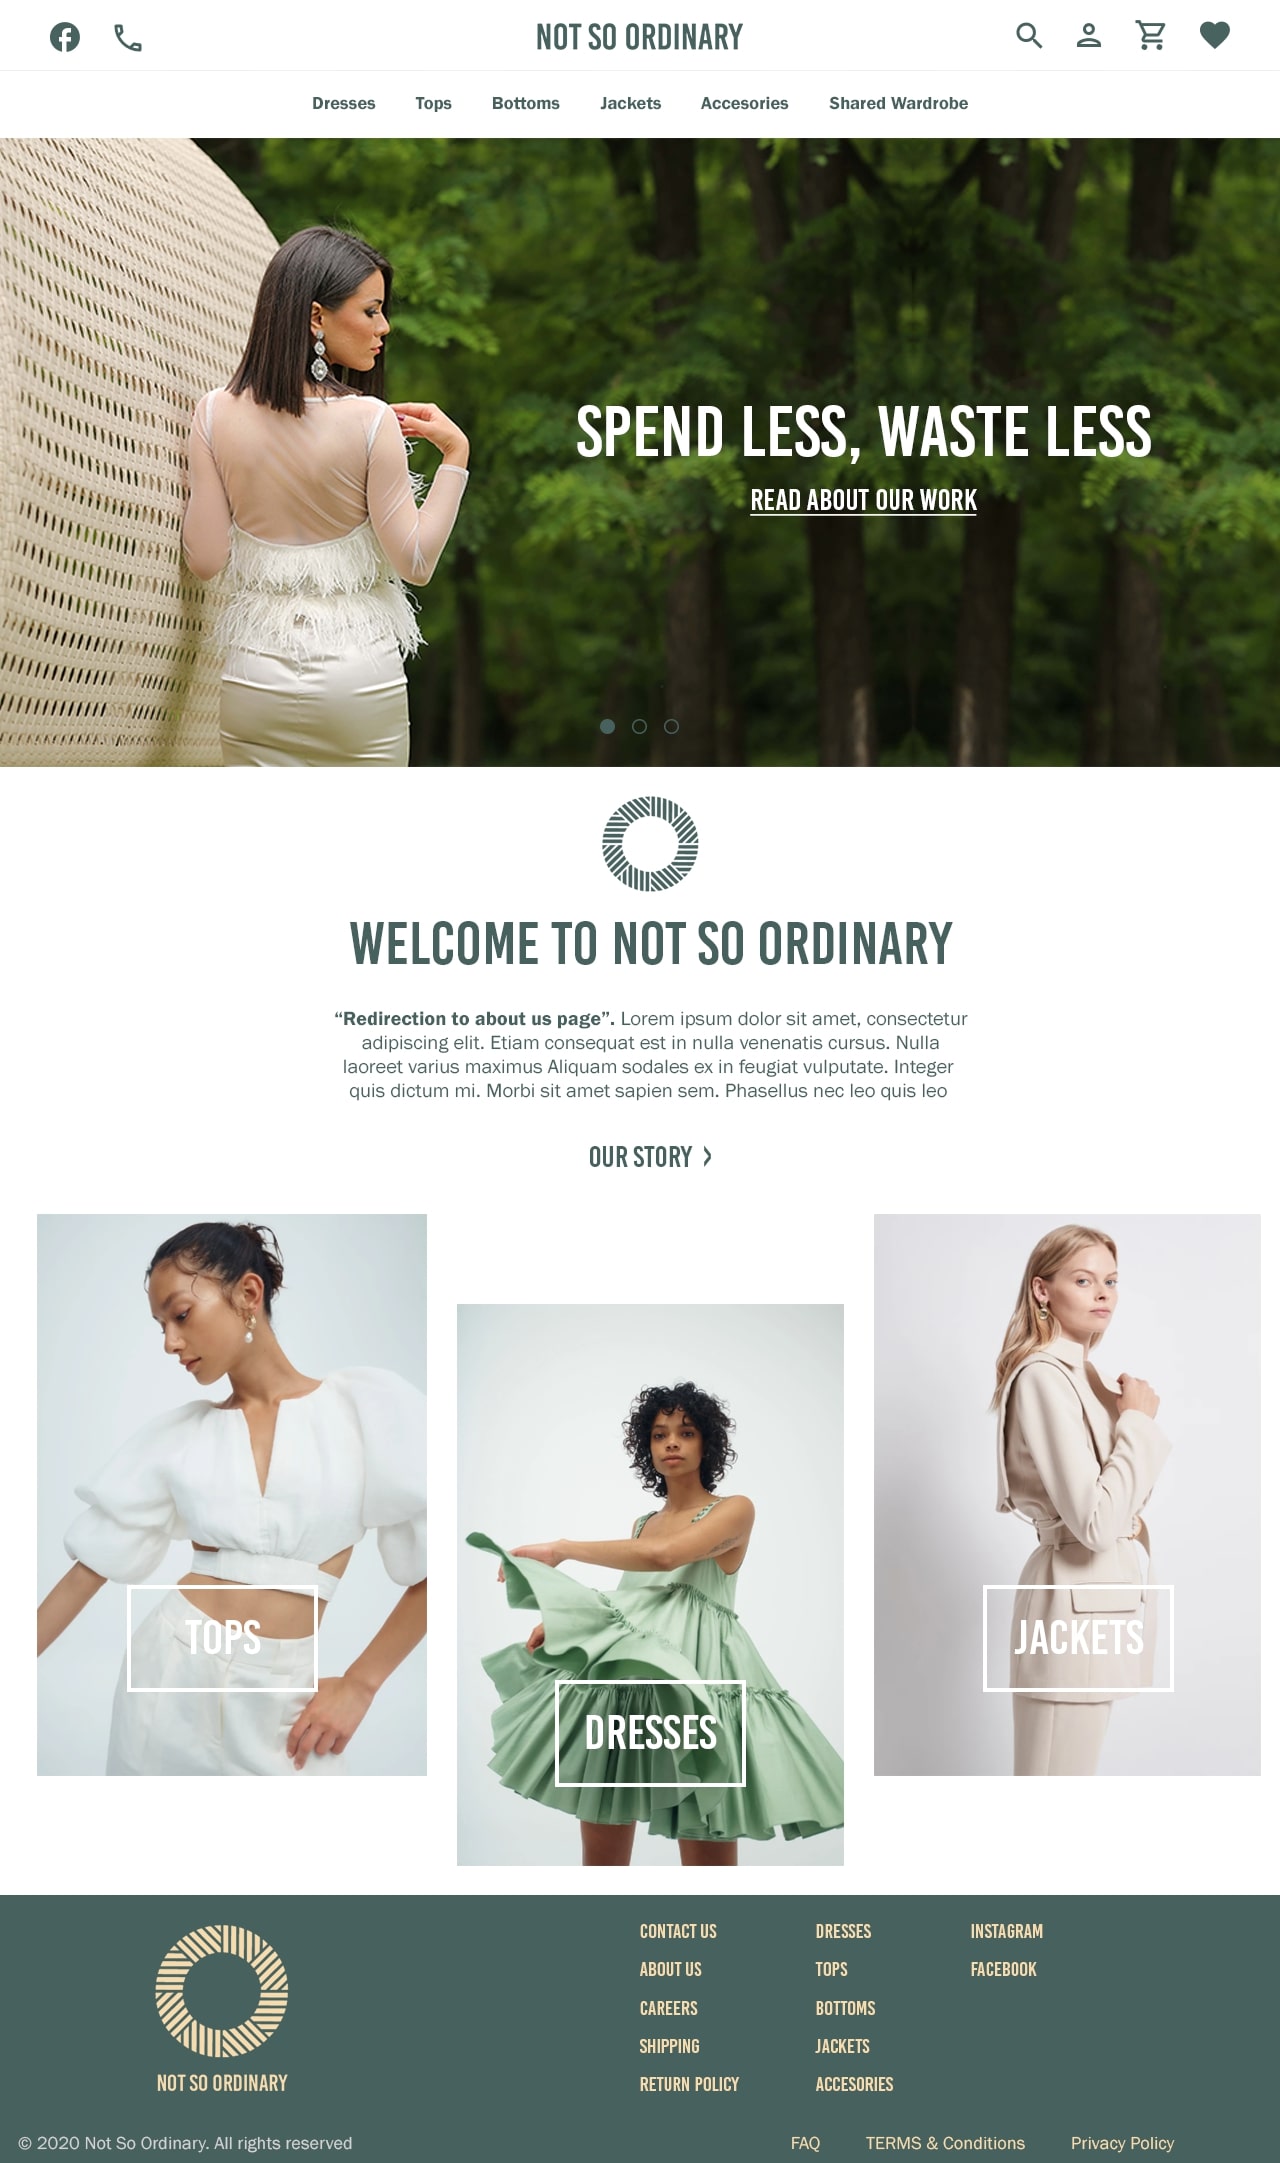 NOT SO ORDINARY
Dresses Tops Bottoms Jackets Accesories Shared Wardrobe
SPEND LESS, WASTE LESS
READ ABOUT OUR WORK
WELCOME TO NOT SO ORDINARY
“Redirection to about us page”. Lorem ipsum dolor sit amet, consectetur
adipiscing elit. Etiam consequat est in nulla venenatis cursus. Nulla
laoreet varius maximus Aliquam sodales ex in feugiat vulputate. Integer
quis dictum mi. Morbi sit amet sapien sem. Phasellus nec leo quis leo
OUR STORY
TOPS
DRESSES
JACKETS
NOT SO ORDINARY
CONTACT US
ABOUT US
CAREERS
SHIPPING
RETURN POLICY
DRESSES
TOPS
BOTTOMS
JACKETS
ACCESORIES
INSTAGRAM
FACEBOOK
© 2020 Not So Ordinary. All rights reserved
FAQ TERMS & Conditions Privacy Policy